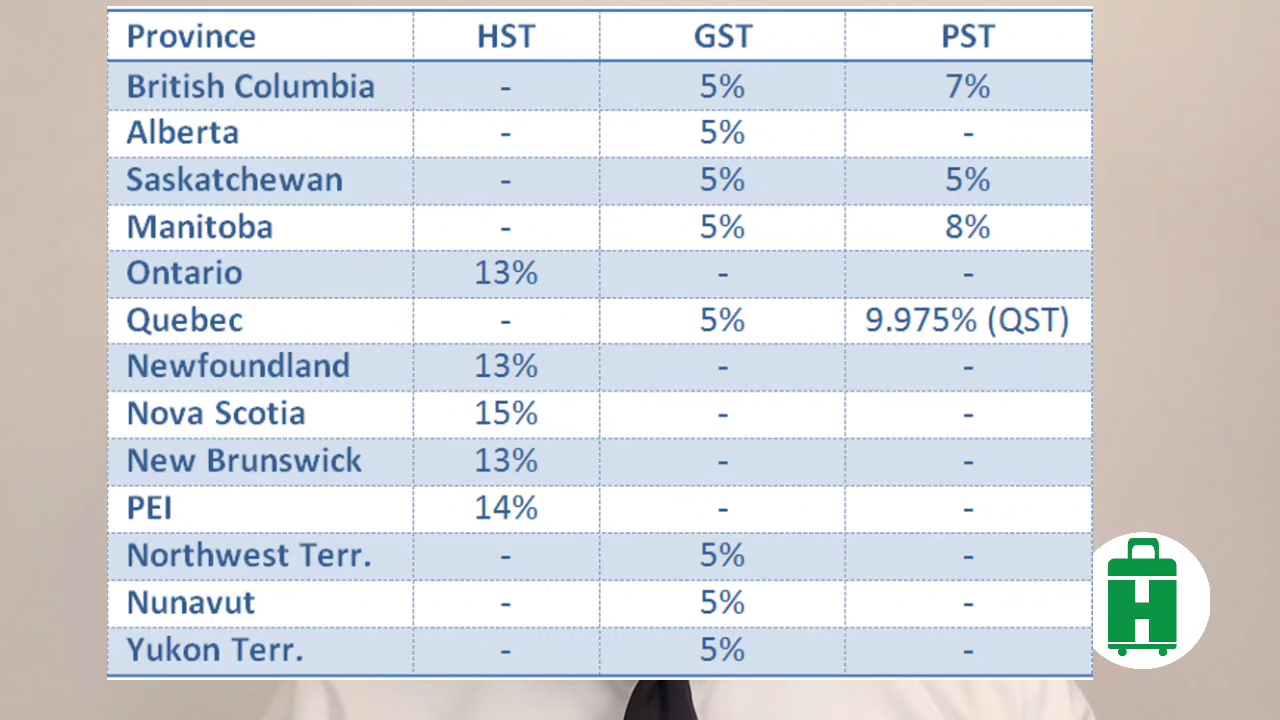 Province HST GST PST
British Columbia - 5% 7%
Alberta - 5% -
Saskatchewan - 5% 5%
Manitoba - 5% 8%
Ontario 13% - -
Quebec - 5% 9.975% (QST)
Newfoundland 13% - -
Nova Scotia 15% - -
New Brunswick 13% - -
PEI 14% - -
Northwest Terr. - 5% -
Nunavut - 5% -
Yukon Terr. - 5% -
H